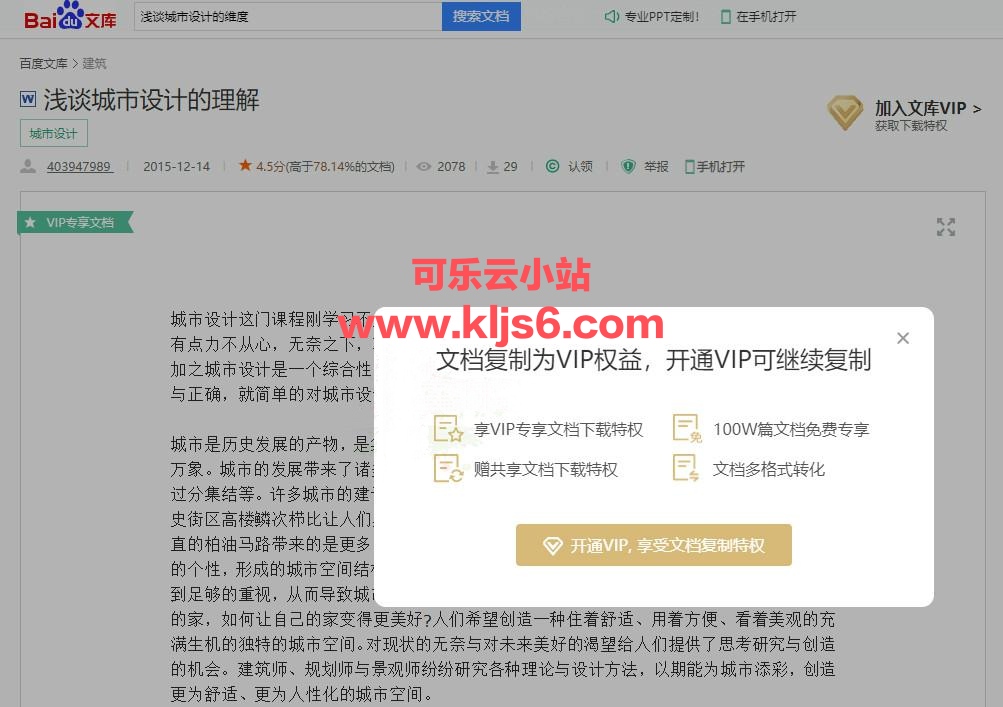 Bai du 文库
浅谈城市设计的维度
搜索文档
专业PPT定制!
在手机打开
百度文库 > 建筑
W 浅谈城市设计的理解
城市设计
加入文库VIP >
获取下载特权
403947989
2015-12-14
4.5分(高于78.14%的文档)
2078
29
认领
举报
手机打开
VIP专享文档
可乐云小站
www.kljs6.com
城市设计这门课程刚学习不
有点力不从心，无奈之下，
加之城市设计是一个综合性
与正确，就简单的对城市设
文档复制为VIP权益，开通VIP可继续复制
享VIP专享文档下载特权
100W篇文档免费专享
免
赠共享文档下载特权
文档多格式转化
开通VIP, 享受文档复制特权
城市是历史发展的产物，是
万象。城市的发展带来了诸
过分集结等。许多城市的建
史街区高楼鳞次栉比让人们
直的柏油马路带来的是更多
的个性，形成的城市空间结
到足够的重视，从而导致城
的家，如何让自己的家变得更美好?人们希望创造一种住着舒适、用着方便、看着美观的充
满生机的独特的城市空间。对现状的无奈与对未来美好的渴望给人们提供了思考研究与创造
的机会。建筑师、规划师与景观师纷纷研究各种理论与设计方法，以期能为城市添彩，创造
更为舒适、更为人性化的城市空间。